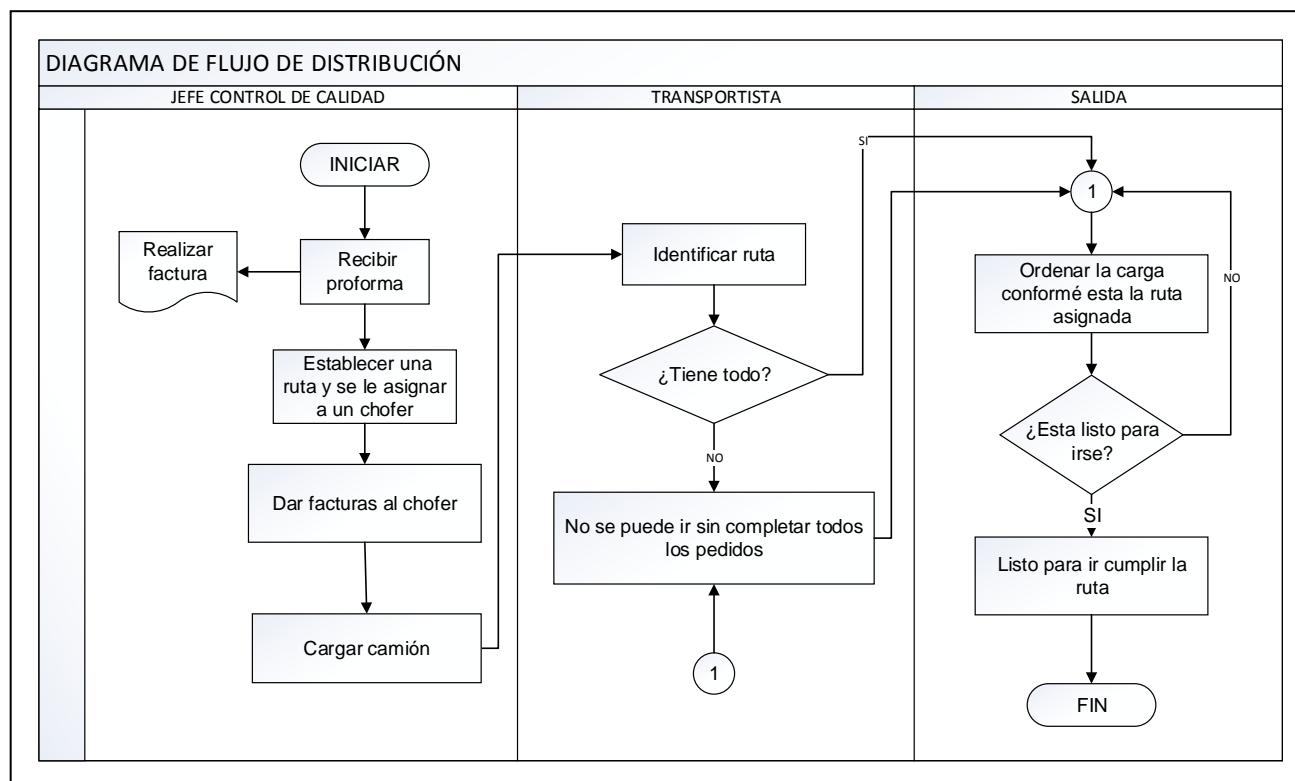 DIAGRAMA DE FLUJO DE DISTRIBUCIÓN
JEFE CONTROL DE CALIDAD
TRANSPORTISTA
SALIDA
INICIAR
Realizar
factura
Recibir
proforma
Establecer una
ruta y se le asignar
a un chofer
Dar facturas al chofer
Cargar camión
Identificar ruta
¿Tiene todo?
SI
NO
No se puede ir sin completar todos
los pedidos
1
1
Ordenar la carga
conformé esta la ruta
asignada
NO
¿Esta listo para
irse?
SI
Listo para ir cumplir la
ruta
FIN